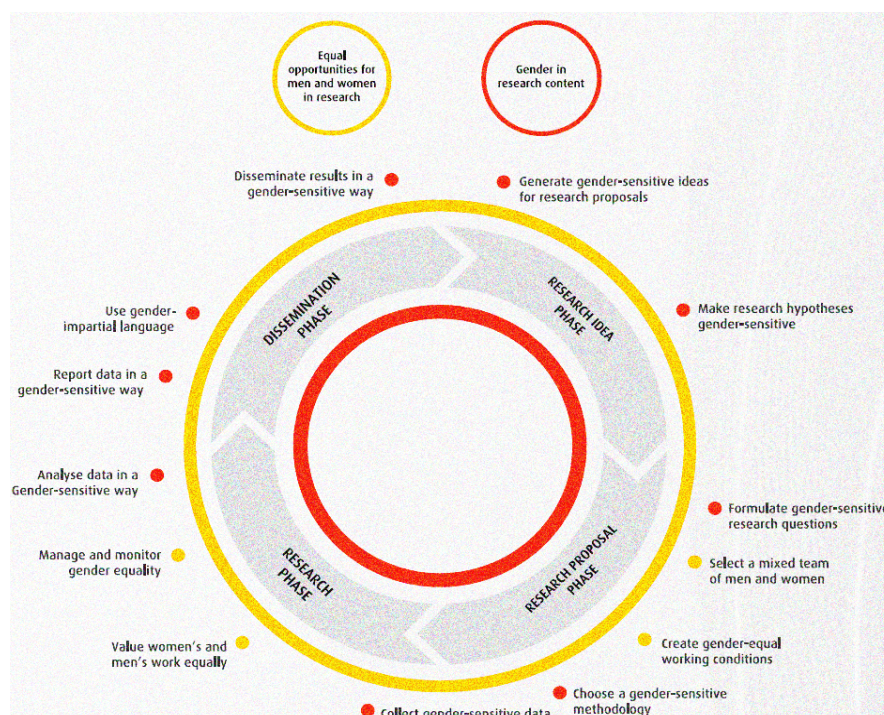 Equal
opportunities for
men and women
in research
Gender in
research content
Disseminate results in a
gender-sensitive way
Generate gender-sensitive ideas
for research proposals
DISSEMINATION
PHASE
RESEARCH IDEA
PHASE
Use gender-
impartial language
Make research hypotheses
gender-sensitive
Report data in a
gender-sensitive way
Analyse data in a
Gender-sensitive way
Formulate gender-sensitive
research questions
Manage and monitor
gender equality
RESEARCH
PHASE
RESEARCH PROPOSAL
PHASE
Select a mixed team
of men and women
Value women's and
men's work equally
Create gender-equal
working conditions
Choose a gender-sensitive
methodology
Collect gender-sensitive data